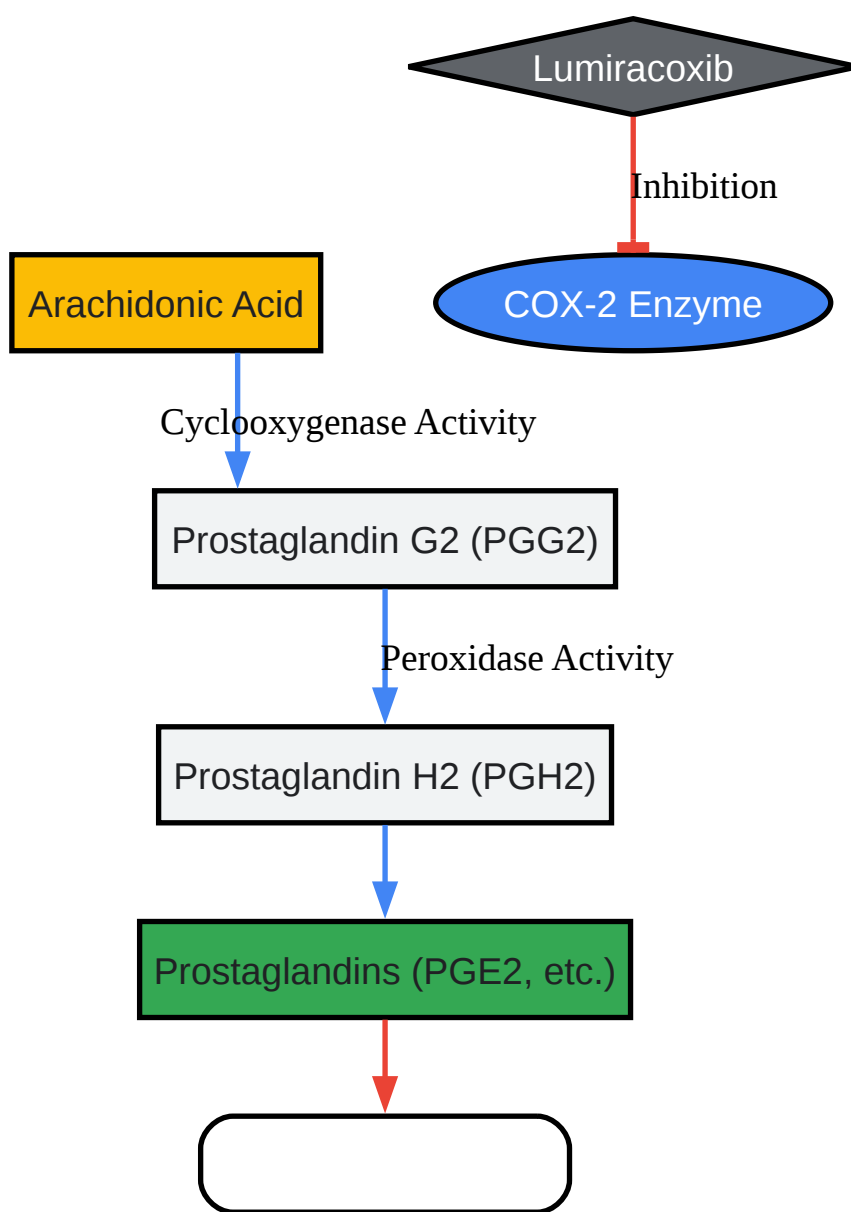 Lumiracoxib
Inhibition
Arachidonic Acid
COX-2 Enzyme
Cyclooxygenase Activity
Prostaglandin G2 (PGG2)
Peroxidase Activity
Prostaglandin H2 (PGH2)
Prostaglandins (PGE2, etc.)